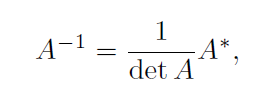 A^{-1} = \frac{1}{\det A} A^*,